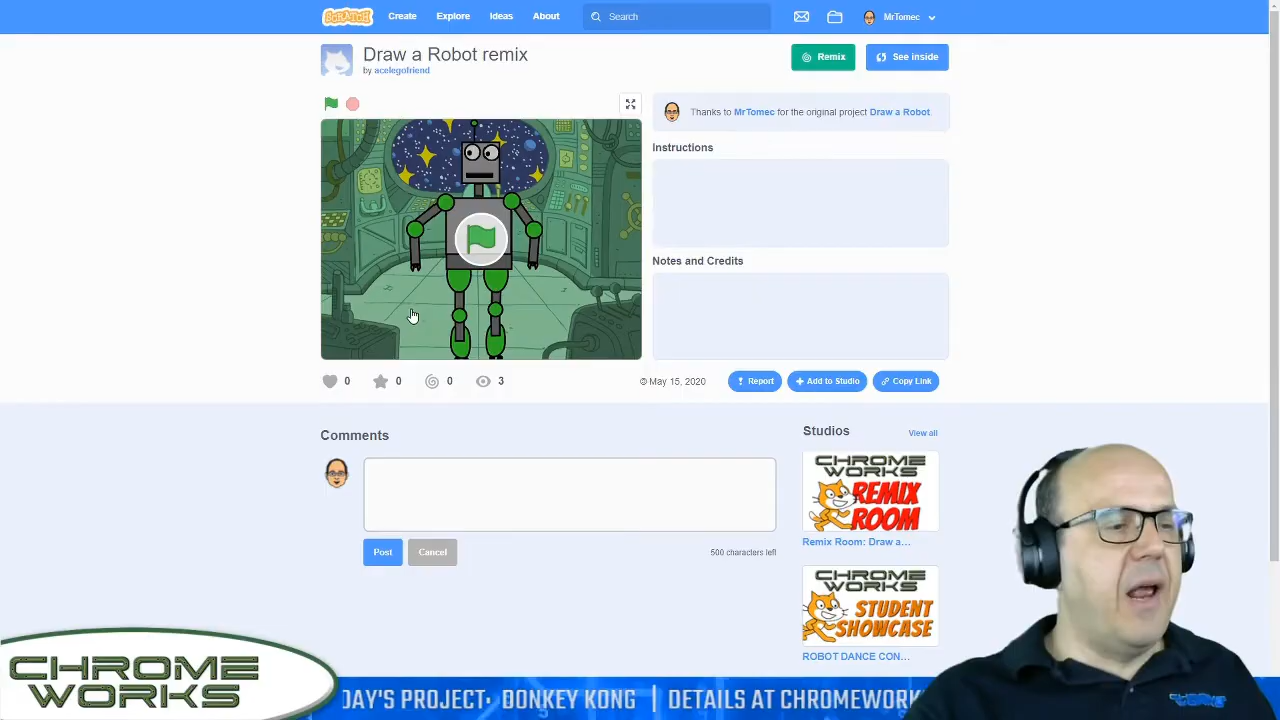 SCRATCH Create Explore Ideas About Search MrTomec
Draw a Robot remix
by acelegofriend
Remix See inside
Thanks to MrTomec for the original project Draw a Robot.
Instructions
Notes and Credits
0 0 0 3 © May 15, 2020 Report Add to Studio Copy Link
Comments
Post Cancel 500 characters left
Studios View all
CHROME
WORKS
REMIX
ROOM
Remix Room: Draw a...
CHROME
WORKS
STUDENT
SHOWCASE
ROBOT DANCE CON...
CHROME
WORKS
DAY'S PROJECT: DONKEY KONG | DETAILS AT CHROMEWORK